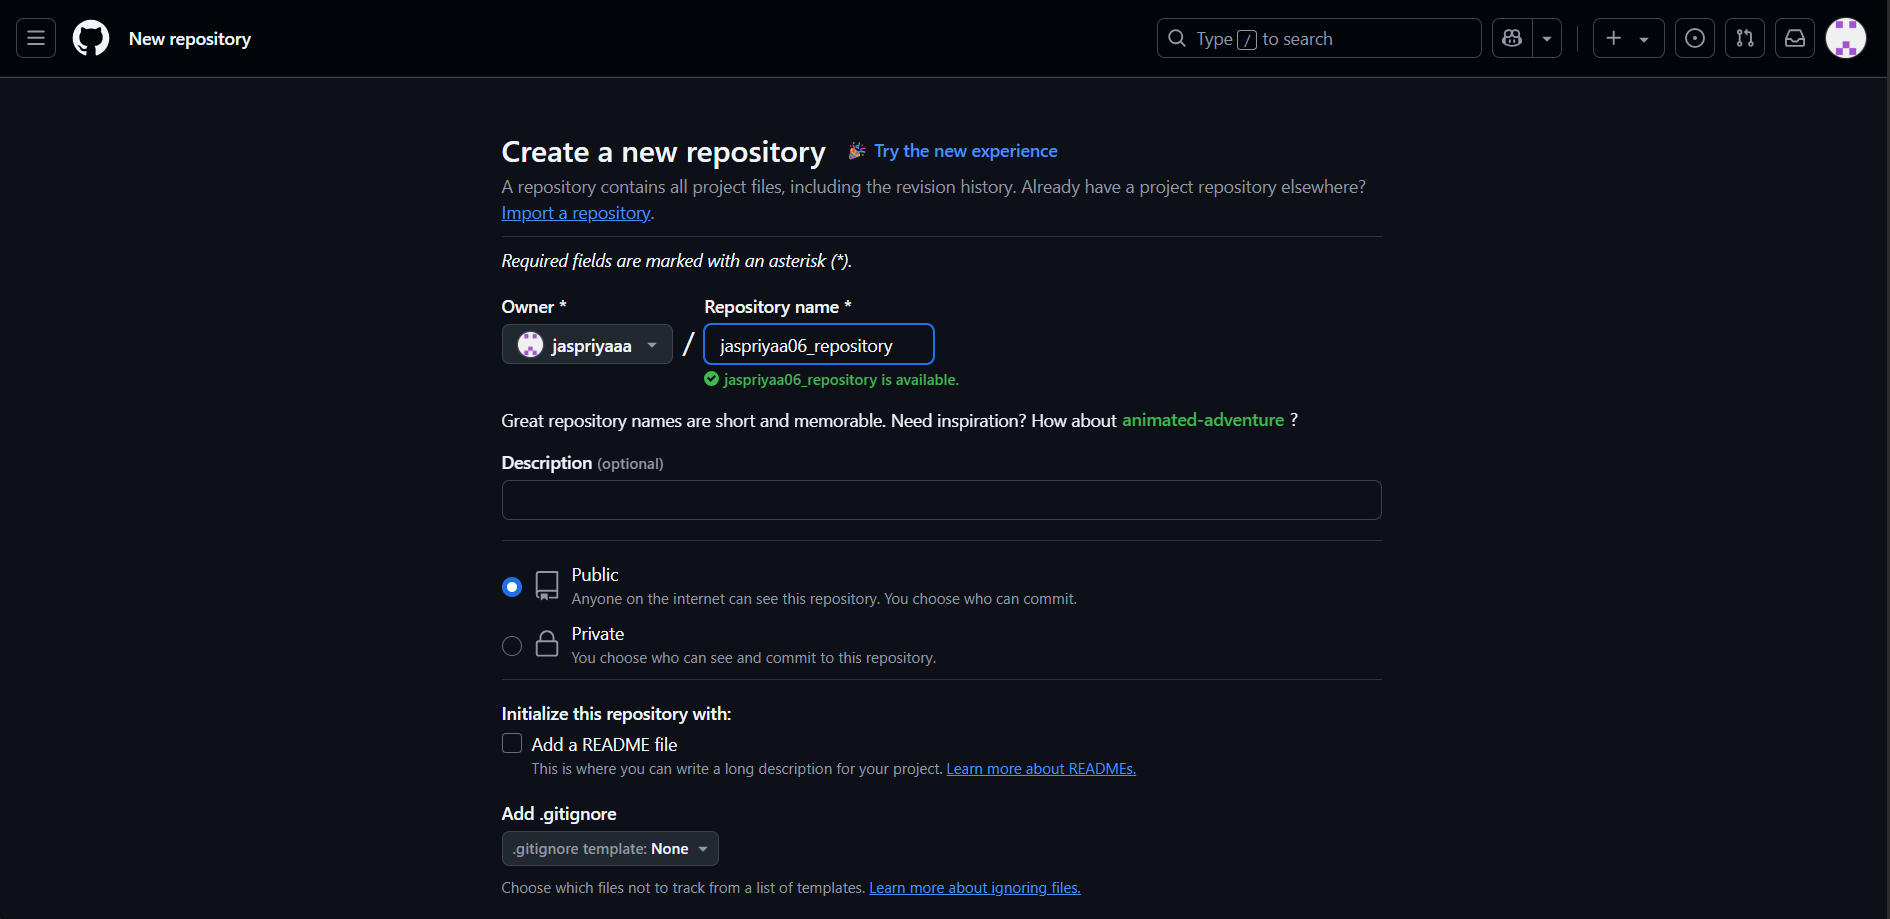 New repository
Type / to search
Create a new repository
Try the new experience
A repository contains all project files, including the revision history. Already have a project repository elsewhere?
Import a repository.
Required fields are marked with an asterisk (*).
Owner *
Repository name *
jaspriyaaa / jaspriyaa06_repository
jaspriyaa06_repository is available.
Great repository names are short and memorable. Need inspiration? How about animated-adventure ?
Description (optional)
Public
Anyone on the internet can see this repository. You choose who can commit.
Private
You choose who can see and commit to this repository.
Initialize this repository with:
Add a README file
This is where you can write a long description for your project. Learn more about READMEs.
Add .gitignore
.gitignore template: None
Choose which files not to track from a list of templates. Learn more about ignoring files.